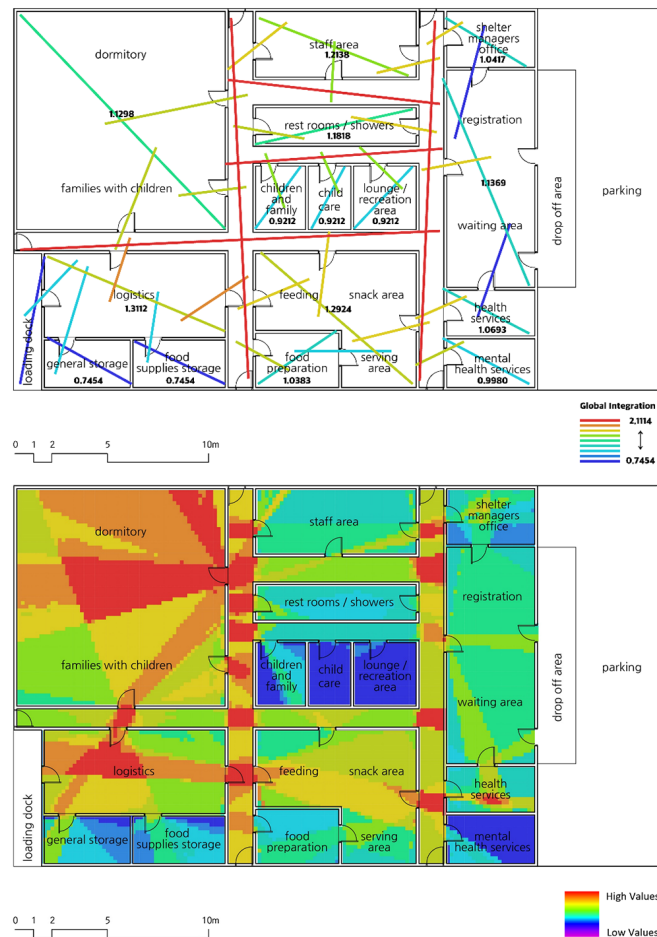 dormitory
staff area
1.2138
shelter
managers
office
1.0417
1.1298
rest rooms / showers
1.1818
registration
families with children
children
and
family
0.9212
child
care
0.9212
lounge /
recreation
area
0.9212
1.1369
waiting area
drop off area
parking
loading dock
logistics
1.3112
feeding
snack area
1.2924
health
services
1.0693
general storage
0.7454
food
supplies storage
0.7454
food
preparation
1.0383
serving
area
mental
health services
0.9980
Global Integration
2.1114
0.7454
0 1 2 5 10m
dormitory
staff area
shelter
managers
office
rest rooms / showers
registration
families with children
children
and
family
child
care
lounge /
recreation
area
waiting area
drop off area
parking
loading dock
logistics
feeding
snack area
health
services
general storage
food
supplies storage
food
preparation
serving
area
mental
health services
High Values
Low Values
0 1 2 5 10m